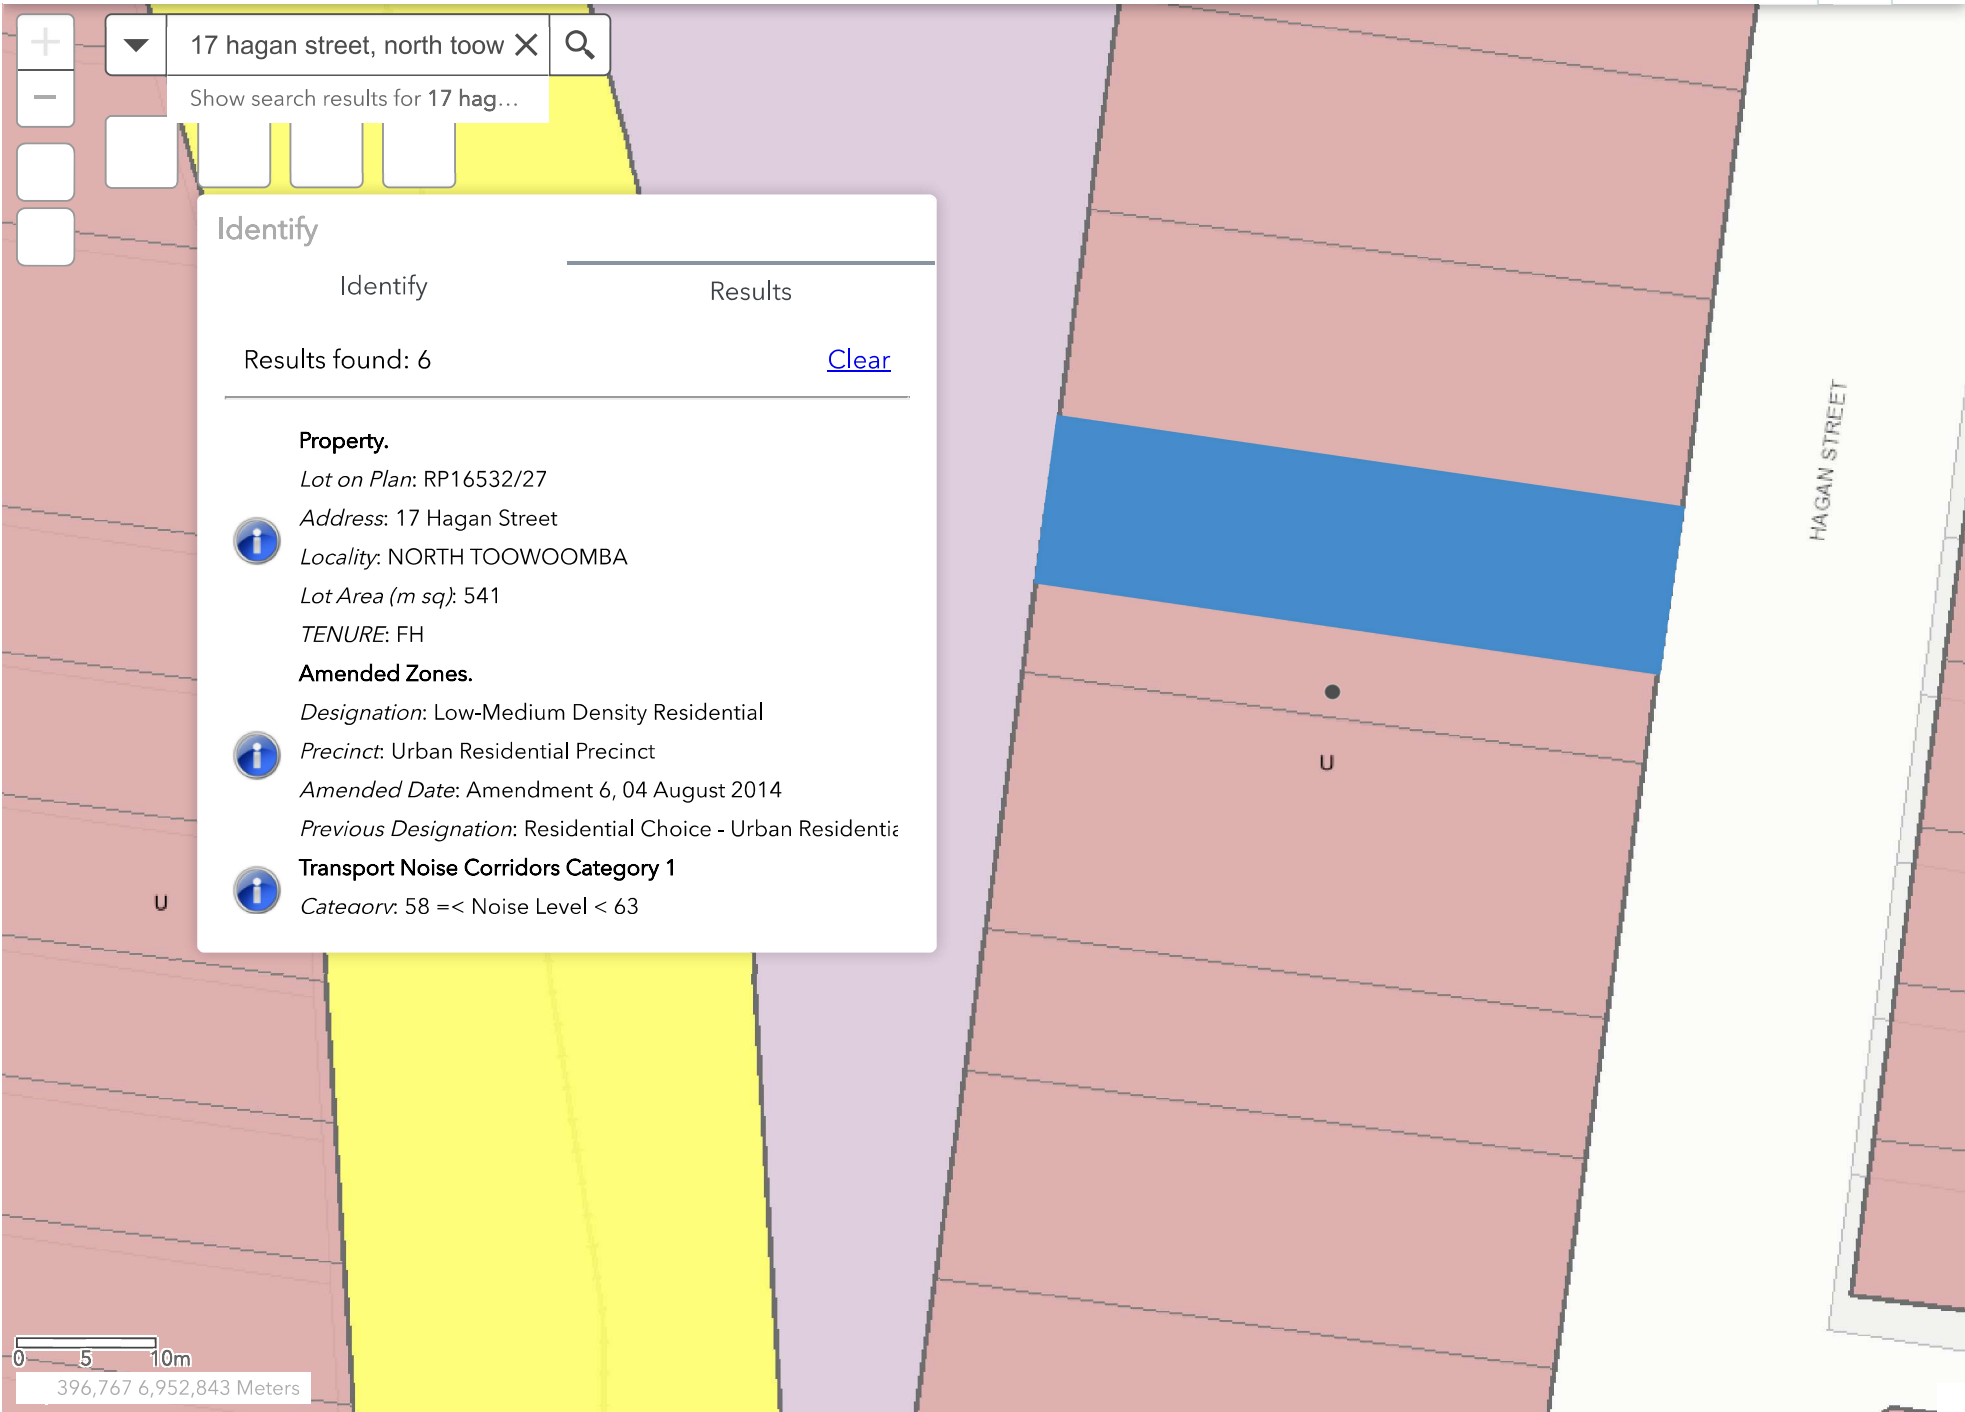 17 hagan street, north toow
Show search results for 17 hag...
Identify
Identify
Results
Results found: 6
Clear
Property.
Lot on Plan: RP16532/27
Address: 17 Hagan Street
Locality: NORTH TOOWOOMBA
Lot Area (m sq): 541
TENURE: FH
Amended Zones.
Designation: Low-Medium Density Residential
Precinct: Urban Residential Precinct
Amended Date: Amendment 6, 04 August 2014
Previous Designation: Residential Choice - Urban Residentia
Transport Noise Corridors Category 1
Category: 58 =< Noise Level < 63
HAGAN STREET
U
U
0 5 10m
396,767 6,952,843 Meters